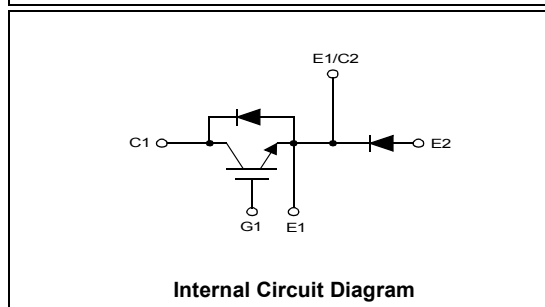 E1/C2
C1
E2
G1
E1
Internal Circuit Diagram